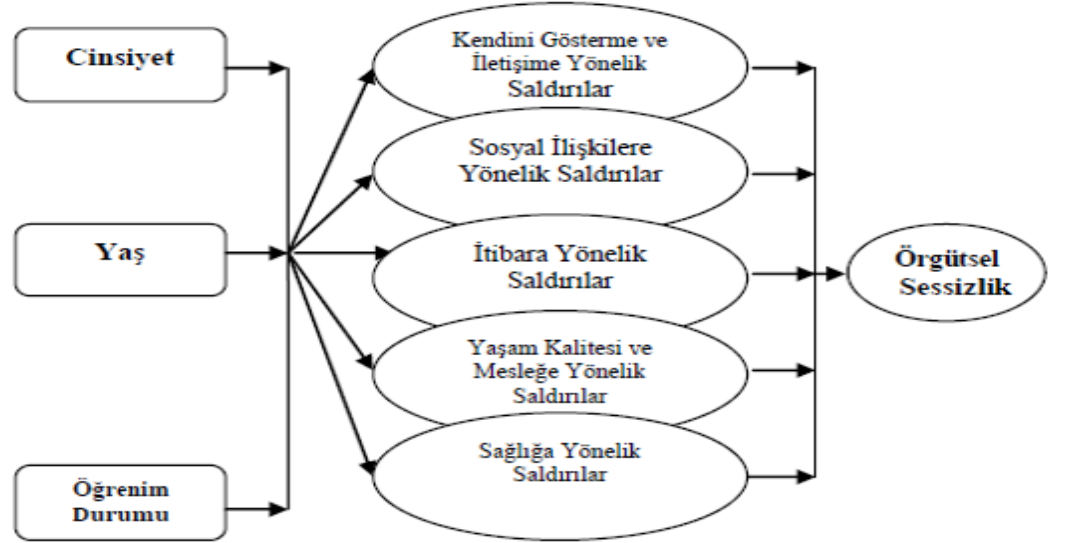 Cinsiyet
Yaş
Öğrenim
Durumu
Kendini Gösterme ve
İletişime Yönelik
Saldırılar
Sosyal İlişkilere
Yönelik Saldırılar
İtibara Yönelik
Saldırılar
Yaşam Kalitesi ve
Mesleğe Yönelik
Saldırılar
Sağlığa Yönelik
Saldırılar
Örgütsel
Sessizlik